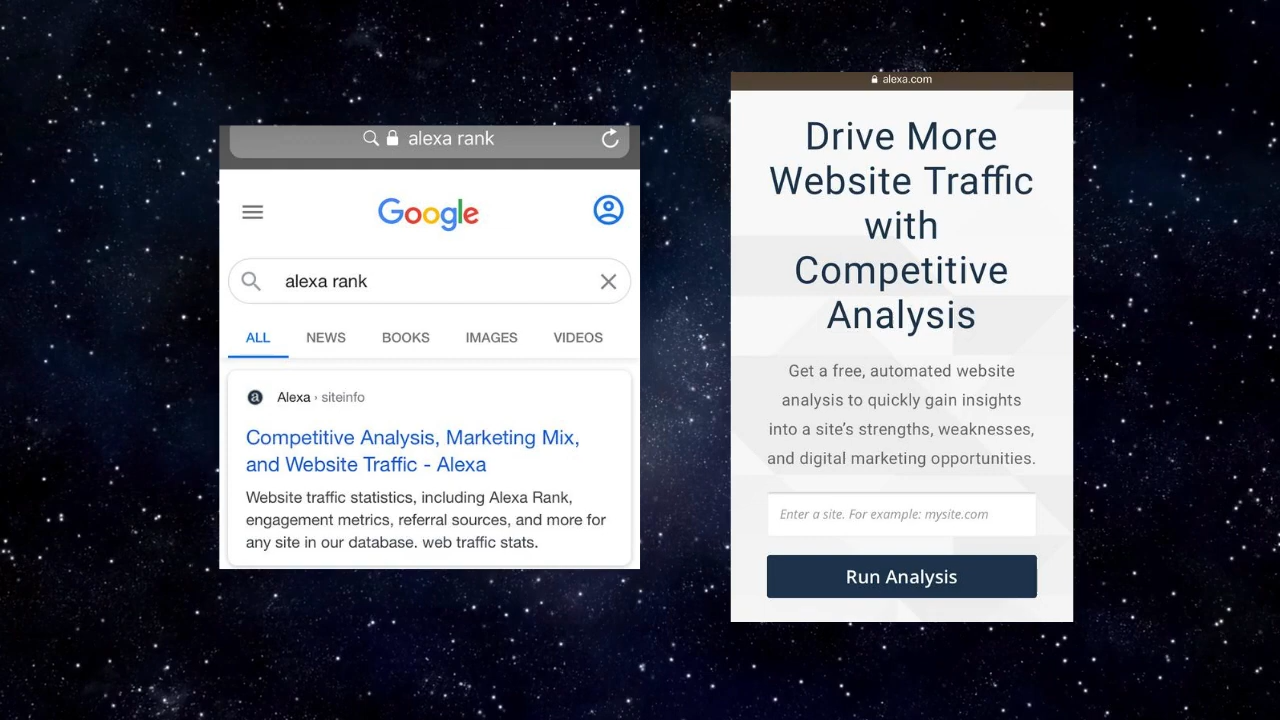 alexa rank
Google
alexa rank
ALL NEWS BOOKS IMAGES VIDEOS
a Alexa › siteinfo
Competitive Analysis, Marketing Mix,
and Website Traffic - Alexa
Website traffic statistics, including Alexa Rank,
engagement metrics, referral sources, and more for
any site in our database. web traffic stats.
alexa.com
Drive More
Website Traffic
with
Competitive
Analysis
Get a free, automated website
analysis to quickly gain insights
into a site’s strengths, weaknesses,
and digital marketing opportunities.
Enter a site. For example: mysite.com
Run Analysis